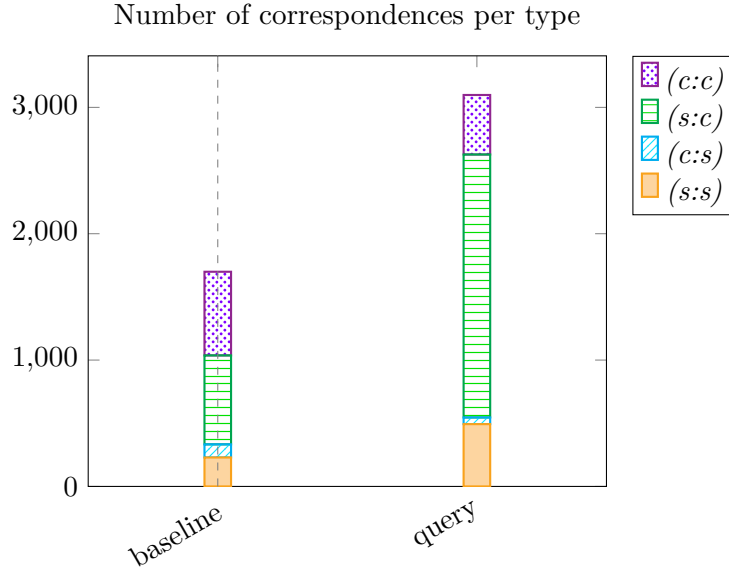 Number of correspondences per type
3,000
2,000
1,000
0
baseline
query
(c:c)
(s:c)
(c:s)
(s:s)